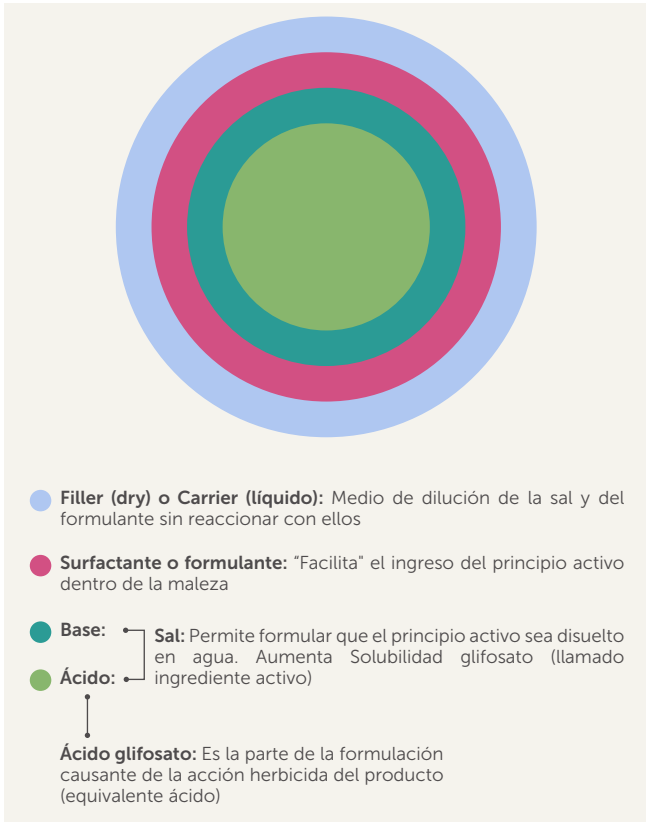 Filler (dry) o Carrier (líquido): Medio de dilución de la sal y del
formulante sin reaccionar con ellos
Surfactante o formulante: “Facilita" el ingreso del principio activo
dentro de la maleza
Base:
Sal: Permite formular que el principio activo sea disuelto
en agua. Aumenta Solubilidad glifosato (llamado
ingrediente activo)
Ácido:
Ácido glifosato: Es la parte de la formulación
causante de la acción herbicida del producto
(equivalente ácido)